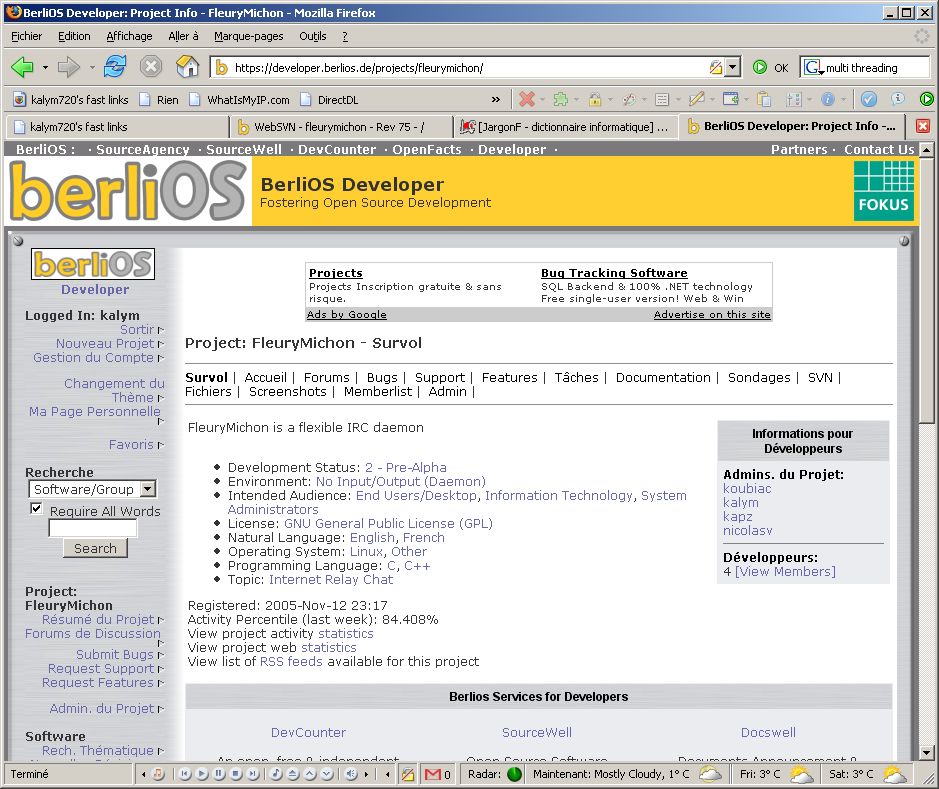 BerliOS Developer: Project Info - FleuryMichon - Mozilla Firefox
Fichier Edition Affichage Aller à Marque-pages Outils ?
https://developer.berlios.de/projects/fleurymichon/ OK multi threading
kalym720's fast links Rien WhatIsMyIP.com DirectDL »
kalym720's fast links WebSVN - fleurymichon - Rev 75 - / [JargonF - dictionnaire informatique] ... BerliOS Developer: Project Info -...
BerliOS : · SourceAgency · SourceWell · DevCounter · OpenFacts · Developer · Partners · Contact Us
berliOS
BerliOS Developer
Fostering Open Source Development
FOKUS
berliOS
Developer
Logged In: kalym
Sortir
Nouveau Projet
Gestion du Compte
Changement du
Thème
Ma Page Personnelle
Favoris
Recherche
Software/Group
Require All Words
Search
Project:
FleuryMichon
Résumé du Projet
Forums de Discussion
Submit Bugs
Request Support
Request Features
Admin. du Projet
Software
Rech. Thématique
Projects
Projects Inscription gratuite & sans
risque.
Bug Tracking Software
SQL Backend & 100% .NET technology
Free single-user version! Web & Win
Ads by Google Advertise on this site
Project: FleuryMichon - Survol
Survol | Accueil | Forums | Bugs | Support | Features | Tâches | Documentation | Sondages | SVN |
Fichiers | Screenshots | Memberlist | Admin |
FleuryMichon is a flexible IRC daemon
Development Status: 2 - Pre-Alpha
Environment: No Input/Output (Daemon)
Intended Audience: End Users/Desktop, Information Technology, System
Administrators
License: GNU General Public License (GPL)
Natural Language: English, French
Operating System: Linux, Other
Programming Language: C, C++
Topic: Internet Relay Chat
Registered: 2005-Nov-12 23:17
Activity Percentile (last week): 84.408%
View project activity statistics
View project web statistics
View list of RSS feeds available for this project
Informations pour
Développeurs
Admins. du Projet:
koubiac
kalym
kapz
nicolasv
Développeurs:
4 [View Members]
Berlios Services for Developers
DevCounter SourceWell Docswell
An open, free & independent Open Source Software Documents Announcement &
Terminé 0 Radar: Maintenant: Mostly Cloudy, 1° C Fri: 3° C Sat: 3° C